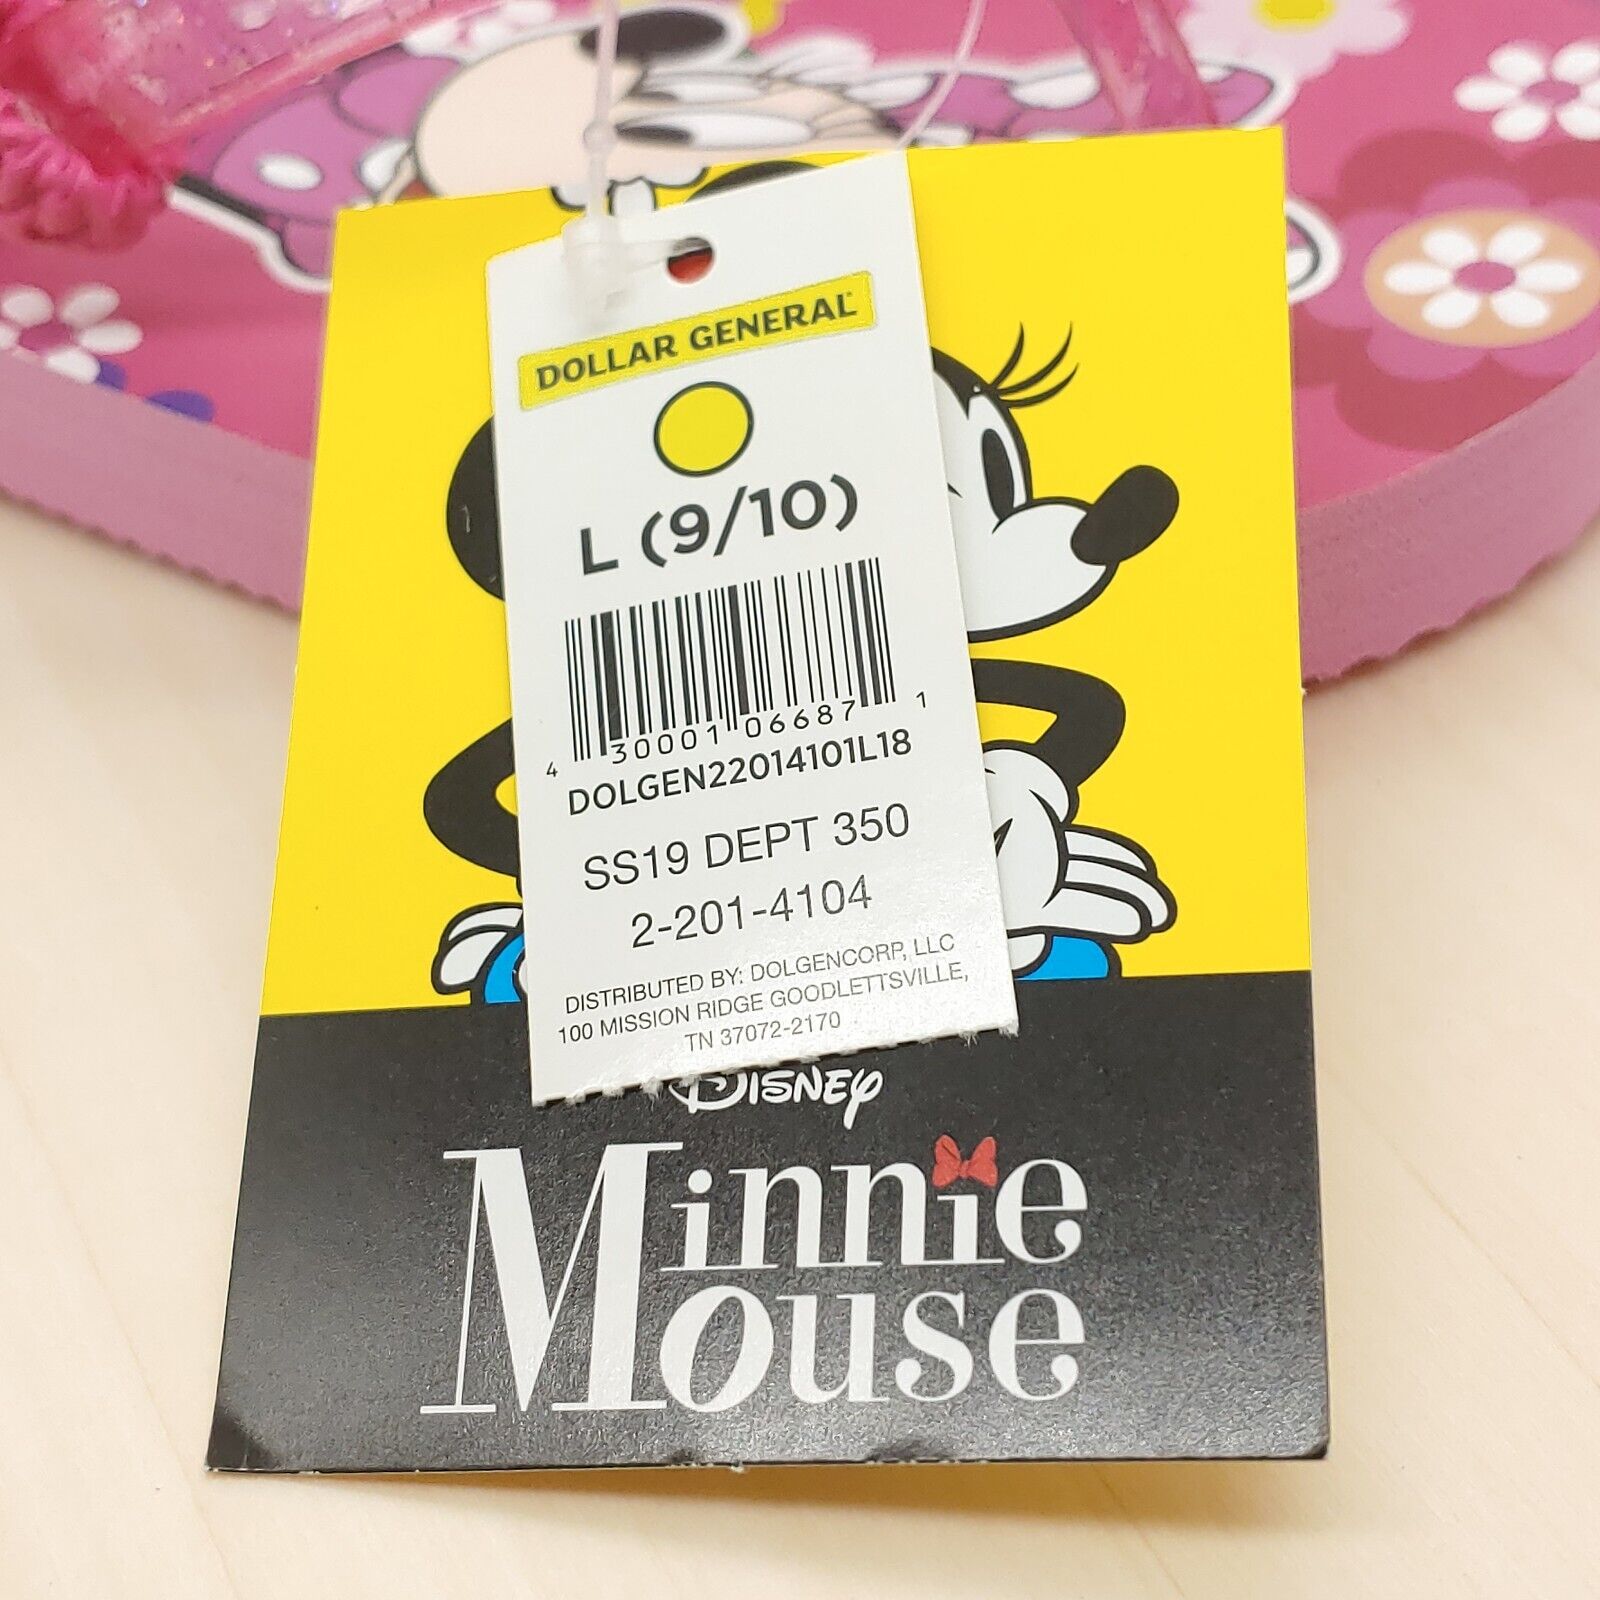 DOLLAR GENERAL
L (9/10)
4 30001 06687 1
DOLGEN22014101L18
SS19 DEPT 350
2-201-4104
DISTRIBUTED BY: DOLGENCORP, LLC
100 MISSION RIDGE GOODLETTSVILLE,
TN 37072-2170
DISNEY
Minnie
Mouse